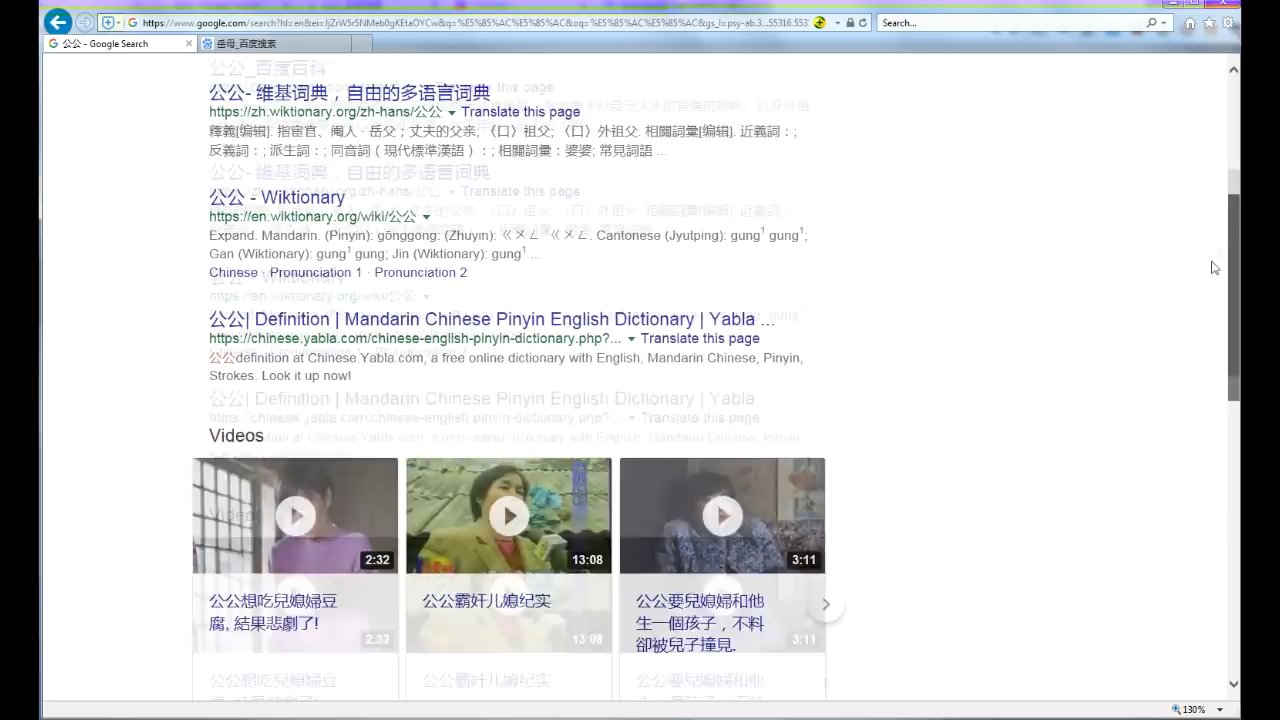 https://www.google.com/search?hl=en&ei=JjZrW5r5NMeb0gKEtaOYCw&q=%E5%85%AC%E5%85%AC&oq=%E5%85%AC%E5%85%AC&gs_l=psy-ab.3...55316.553
Search...
公公 - Google Search
岳母_百度搜索
公公_百度百科
公公- 维基词典，自由的多语言词典
https://zh.wiktionary.org/zh-hans/公公 Translate this page
釋義[编辑]. 指宦官、阉人 · 岳父；丈夫的父亲; 〈口〉祖父; 〈口〉外祖父. 相關詞彙[编辑]. 近義詞：;
反義詞：; 派生詞：; 同音詞（現代標準漢語）：; 相關詞彙：婆婆; 常見詞語 ...
公公 - Wiktionary
https://en.wiktionary.org/wiki/公公
Expand. Mandarin. (Pinyin): gōnggong; (Zhuyin): ㄍㄨㄥ ㄍㄨㄥ. Cantonese (Jyutping): gung¹ gung¹;
Gan (Wiktionary): gung¹ gung; Jin (Wiktionary): gung¹ ...
Chinese · Pronunciation 1 · Pronunciation 2
公公| Definition | Mandarin Chinese Pinyin English Dictionary | Yabla ...
https://chinese.yabla.com/chinese-english-pinyin-dictionary.php?... Translate this page
公公definition at Chinese.Yabla.com, a free online dictionary with English, Mandarin Chinese, Pinyin,
Strokes. Look it up now!
Videos
2:32
13:08
3:11
公公想吃兒媳婦豆
腐, 結果悲劇了!
公公霸奸儿媳纪实
公公要兒媳婦和他
生一個孩子，不料
卻被兒子撞見.
130%